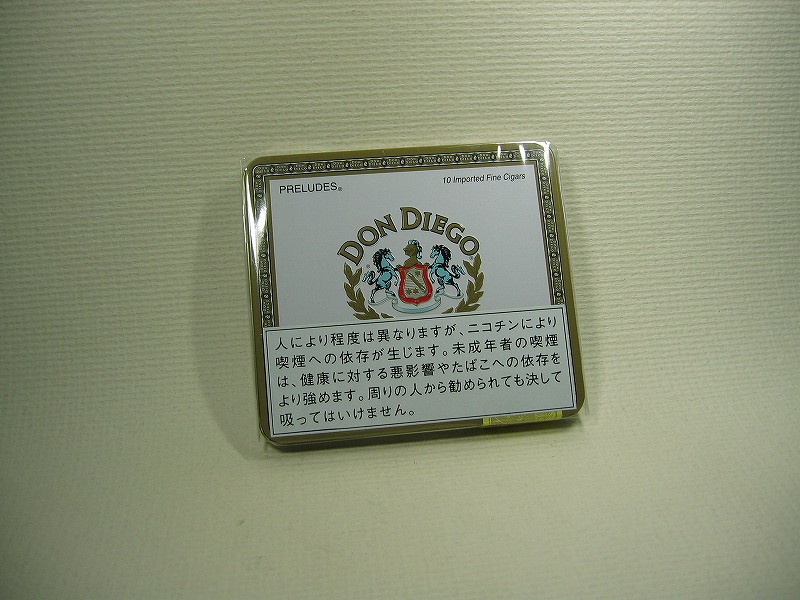 PRELUDES®
10 Imported Fine Cigars
DON DIEGO®
人により程度は異なりますが、ニコチンにより
喫煙への依存が生じます。未成年者の喫煙
は、健康に対する悪影響やたばこへの依存を
より強めます。周りの人から勧められても決して
吸ってはいけません。